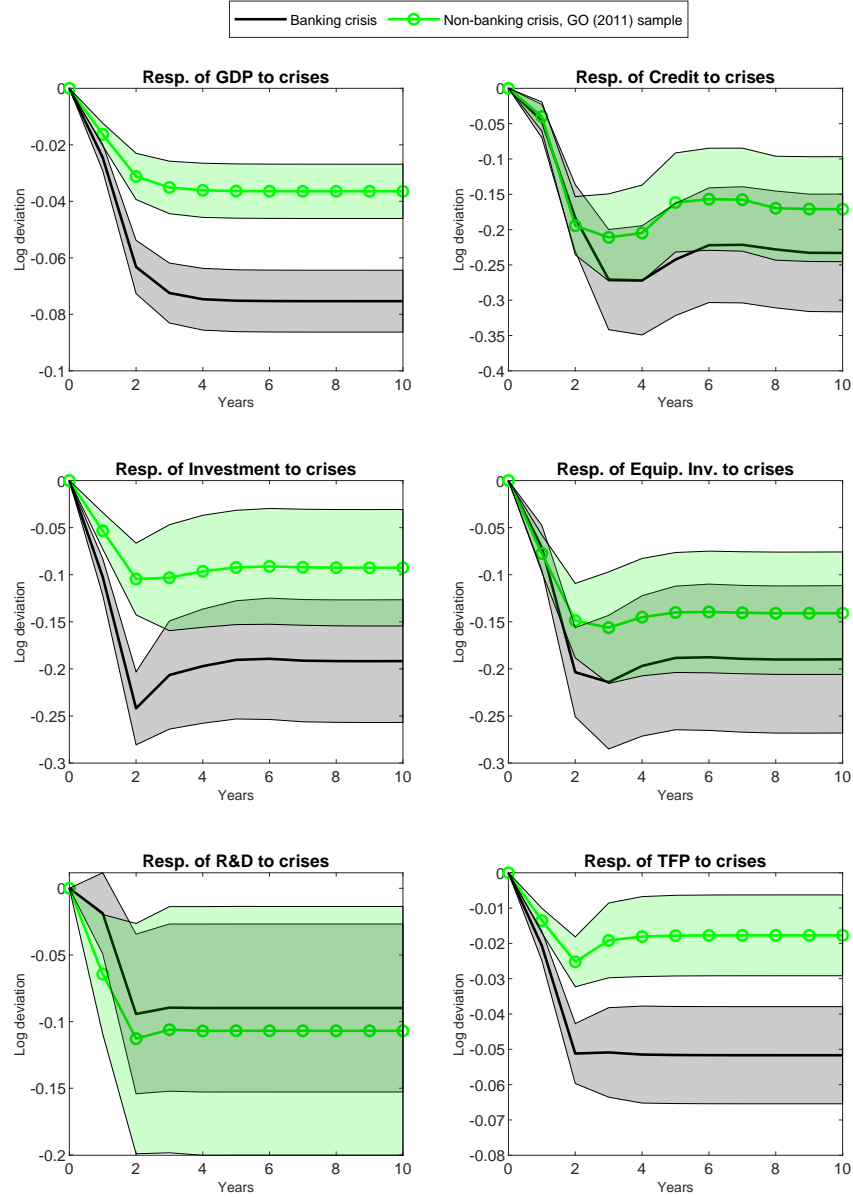 Banking crisis Non-banking crisis, GO (2011) sample
Resp. of GDP to crises
0
-0.02
-0.04
-0.06
-0.08
-0.1
Log deviation
0 2 4 6 8 10
Years
Resp. of Credit to crises
0
-0.05
-0.1
-0.15
-0.2
-0.25
-0.3
-0.35
-0.4
Log deviation
0 2 4 6 8 10
Years
Resp. of Investment to crises
0
-0.05
-0.1
-0.15
-0.2
-0.25
-0.3
Log deviation
0 2 4 6 8 10
Years
Resp. of Equip. Inv. to crises
0
-0.05
-0.1
-0.15
-0.2
-0.25
-0.3
Log deviation
0 2 4 6 8 10
Years
Resp. of R&D to crises
0
-0.05
-0.1
-0.15
-0.2
Log deviation
0 2 4 6 8 10
Years
Resp. of TFP to crises
0
-0.01
-0.02
-0.03
-0.04
-0.05
-0.06
-0.07
-0.08
Log deviation
0 2 4 6 8 10
Years